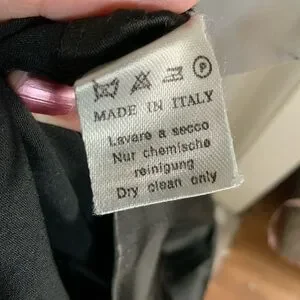 P
MADE IN ITALY
Lavare a secco
Nur chemische
reinigung
Dry clean only